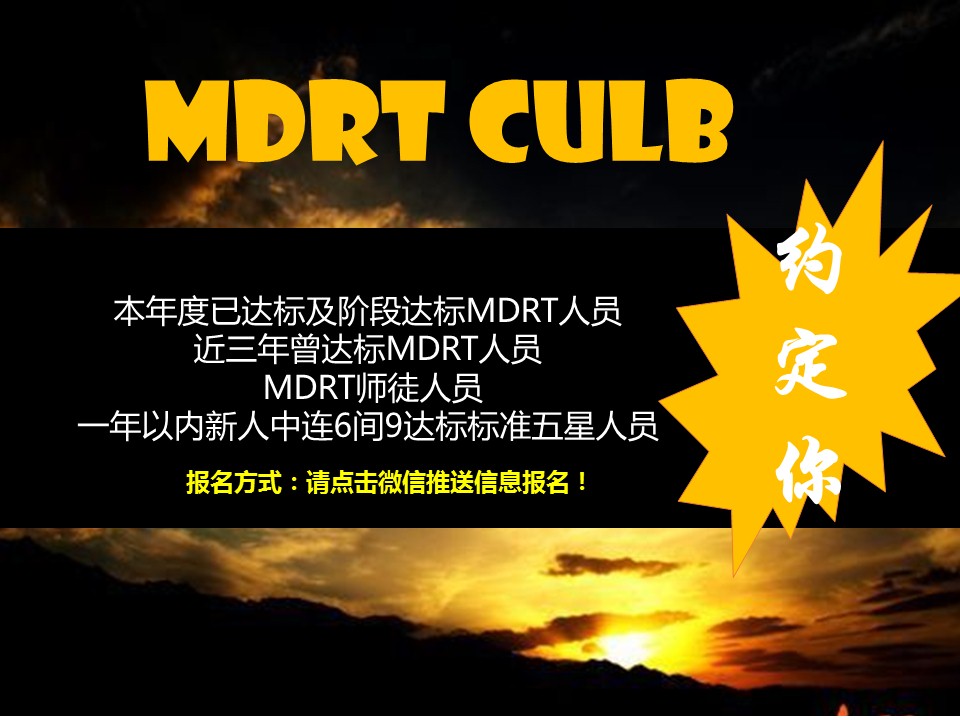 MDRT CULB
本年度已达标及阶段达标MDRT人员
近三年曾达标MDRT人员
MDRT师徒人员
一年以内新人中连6间9达标标准五星人员
报名方式：请点击微信推送信息报名！
约
定
你